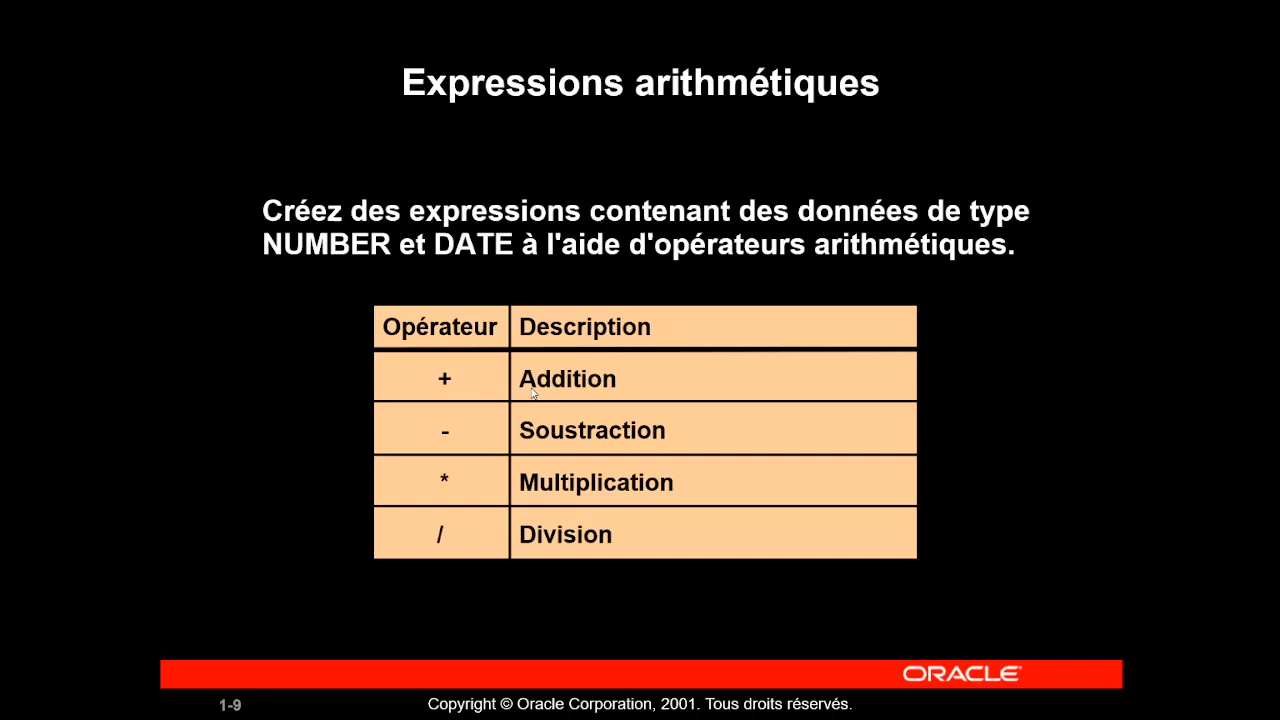 Expressions arithmétiques
Créez des expressions contenant des données de type
NUMBER et DATE à l'aide d'opérateurs arithmétiques.
Opérateur Description
+ Addition
- Soustraction
* Multiplication
/ Division
ORACLE
1-9 Copyright © Oracle Corporation, 2001. Tous droits réservés.